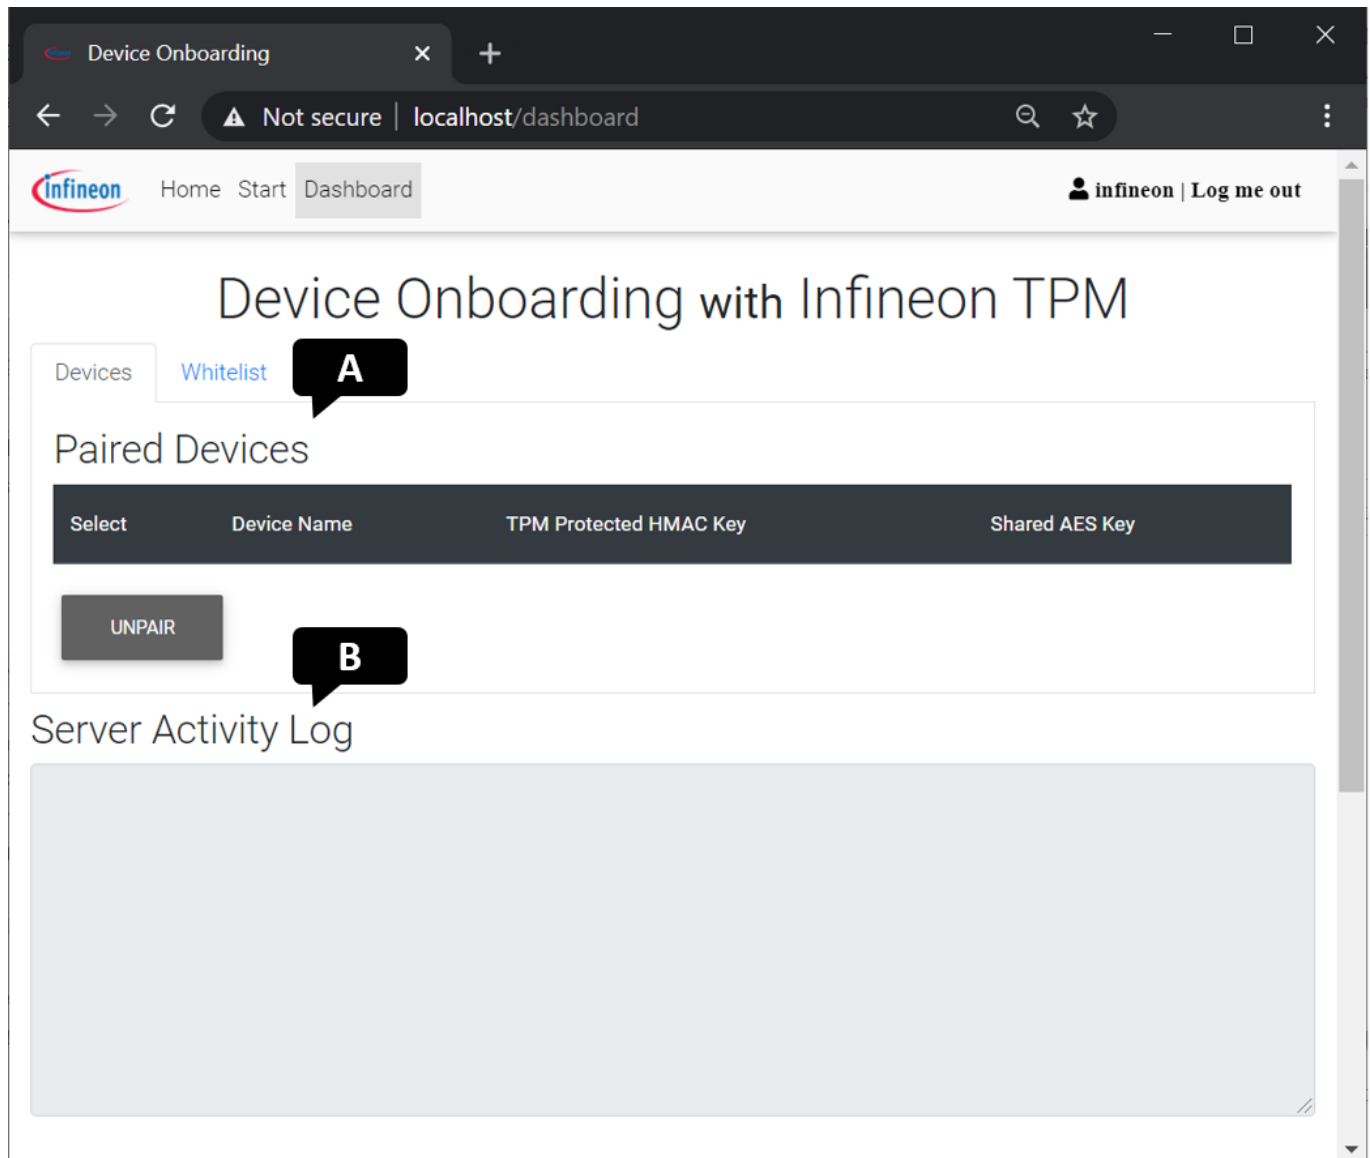 Device Onboarding
Not secure | localhost/dashboard
infineon Home Start Dashboard infineon | Log me out
Device Onboarding with Infineon TPM
Devices Whitelist A
Paired Devices
Select Device Name TPM Protected HMAC Key Shared AES Key
UNPAIR
B
Server Activity Log